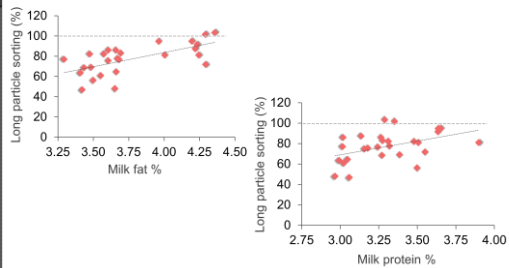 Long particle sorting (%)
120
100
80
60
40
20
0
3.25 3.50 3.75 4.00 4.25 4.50
Milk fat %
Long particle sorting (%)
120
100
80
60
40
20
0
2.75 3.00 3.25 3.50 3.75 4.00
Milk protein %